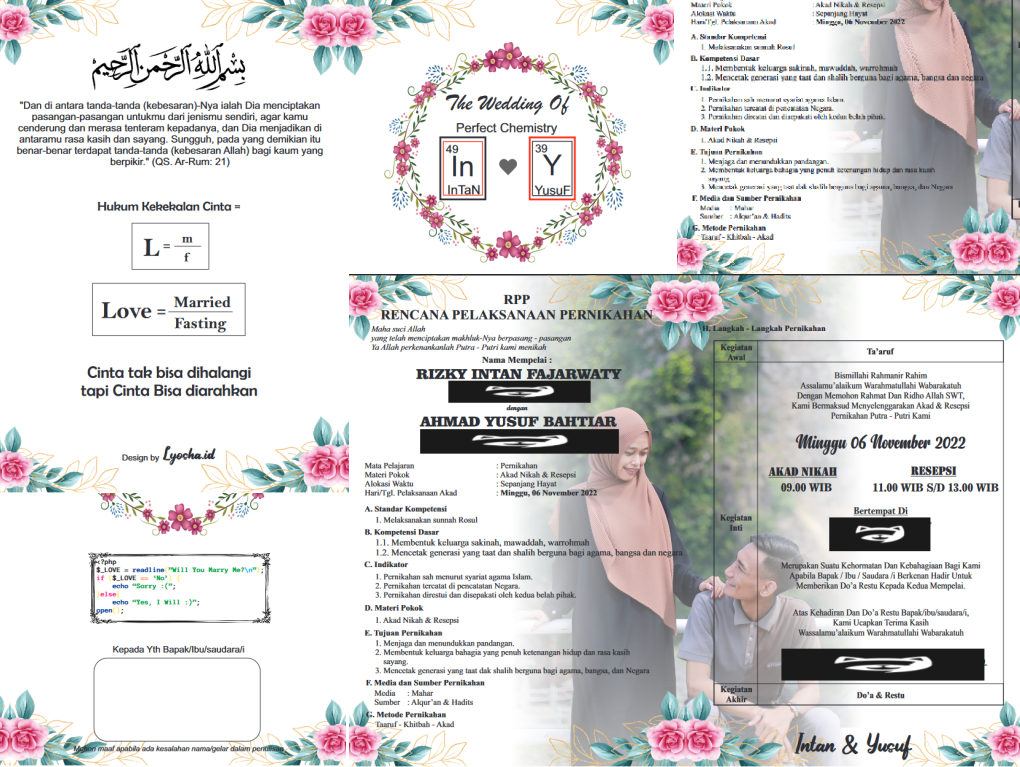 بسم الله الرحمن الرحيم
"Dan di antara tanda-tanda (kebesaran)-Nya ialah Dia menciptakan
pasangan-pasangan untukmu dari jenismu sendiri, agar kamu
cenderung dan merasa tenteram kepadanya, dan Dia menjadikan di
antaramu rasa kasih dan sayang. Sungguh, pada yang demikian itu
benar-benar terdapat tanda-tanda (kebesaran Allah) bagi kaum yang
berpikir." (QS. Ar-Rum: 21)
Hukum Kekekalan Cinta =
L = m
f
Love = Married
Fasting
Cinta tak bisa dihalangi
tapi Cinta Bisa diarahkan
Design by Lyosha.id
<?php
$_LOVE = readline("Will You Marry Me?\n");
if ($_LOVE == 'No') {
echo "Sorry :(";
}else{
echo "Yes, I Will :)";
ppen();
Kepada Yth Bapak/Ibu/saudara/i
Mohon maaf apabila ada kesalahan nama/gelar dalam penulisan
The Wedding Of
Perfect Chemistry
49
In
InTaN
39
Y
YusuF
Materi Pokok : Akad Nikah & Resepsi
Alokasi Waktu : Sepanjang Hayat
Hari/Tgl. Pelaksanaan Akad Minggu, 06 November 2022
A. Standar Kompetensi
1. Melaksanakan sunnah Rosul
B. Kompetensi Dasar
1.1. Membentuk keluarga sakinah, mawaddah, warrohmah
1.2. Mencetak generasi yang taat dan shalih berguna bagi agama, bangsa dan negara
C. Indikator
1. Pernikahan sah menurut syariat agama Islam.
2. Pernikahan tercatat di pencatatan Negara.
3. Pernikahan direstui dan disepakati oleh kedua belah pihak.
D. Materi Pokok
1. Akad Nikah & Resepsi
E. Tujuan Pernikahan
1. Menjaga dan menundukkan pandangan.
2. Membentuk keluarga bahagia yang penuh ketenangan hidup dan rasa kasih
sayang.
3. Mencetak generasi yang taat dak shalih berguna bagi agama, bangsa, dan Negara
F. Media dan Sumber Pernikahan
Media : Mahar
Sumber : Alqur'an & Hadits
G. Metode Pernikahan
Taaruf - Khitbah - Akad
RPP
RENCANA PELAKSANAAN PERNIKAHAN
Maha suci Allah
yang telah menciptakan makhluk-Nya berpasang - pasangan
Ya Allah perkenankanlah Putra - Putri kami menikah
Nama Mempelai :
RIZKY INTAN FAJARWATY
dengan
AHMAD YUSUF BAHTIAR
Mata Pelajaran : Pernikahan
Materi Pokok : Akad Nikah & Resepsi
Alokasi Waktu : Sepanjang Hayat
Hari/Tgl. Pelaksanaan Akad : Minggu, 06 November 2022
A. Standar Kompetensi
1. Melaksanakan sunnah Rosul
B. Kompetensi Dasar
1.1. Membentuk keluarga sakinah, mawaddah, warrohmah
1.2. Mencetak generasi yang taat dan shalih berguna bagi agama, bangsa dan negara
C. Indikator
1. Pernikahan sah menurut syariat agama Islam.
2. Pernikahan tercatat di pencatatan Negara.
3. Pernikahan direstui dan disepakati oleh kedua belah pihak.
D. Materi Pokok
1. Akad Nikah & Resepsi
E. Tujuan Pernikahan
1. Menjaga dan menundukkan pandangan.
2. Membentuk keluarga bahagia yang penuh ketenangan hidup dan rasa kasih
sayang.
3. Mencetak generasi yang taat dak shalih berguna bagi agama, bangsa, dan Negara
F. Media dan Sumber Pernikahan
Media : Mahar
Sumber : Alqur'an & Hadits
G. Metode Pernikahan
Taaruf - Khitbah - Akad
H. Langkah - Langkah Pernikahan
Kegiatan
Awal
Ta'aruf
Bismillahi Rahmanir Rahim
Assalamu'alaikum Warahmatullahi Wabarakatuh
Dengan Memohon Rahmat Dan Ridho Allah SWT,
Kami Bermaksud Menyelenggarakan Akad & Resepsi
Pernikahan Putra - Putri Kami
Minggu 06 November 2022
AKAD NIKAH RESEPSI
09.00 WIB 11.00 WIB S/D 13.00 WIB
Kegiatan
Inti
Bertempat Di
Merupakan Suatu Kehormatan Dan Kebahagiaan Bagi Kami
Apabila Bapak / Ibu / Saudara /i Berkenan Hadir Untuk
Memberikan Do'a Restu Kepada Kedua Mempelai.
Atas Kehadiran Dan Do'a Restu Bapak/ibu/saudara/i,
Kami Ucapkan Terima Kasih
Wassalamu'alaikum Warahmatullahi Wabarakatuh
Kegiatan
Akhir
Do'a & Restu
Intan & Yusuf